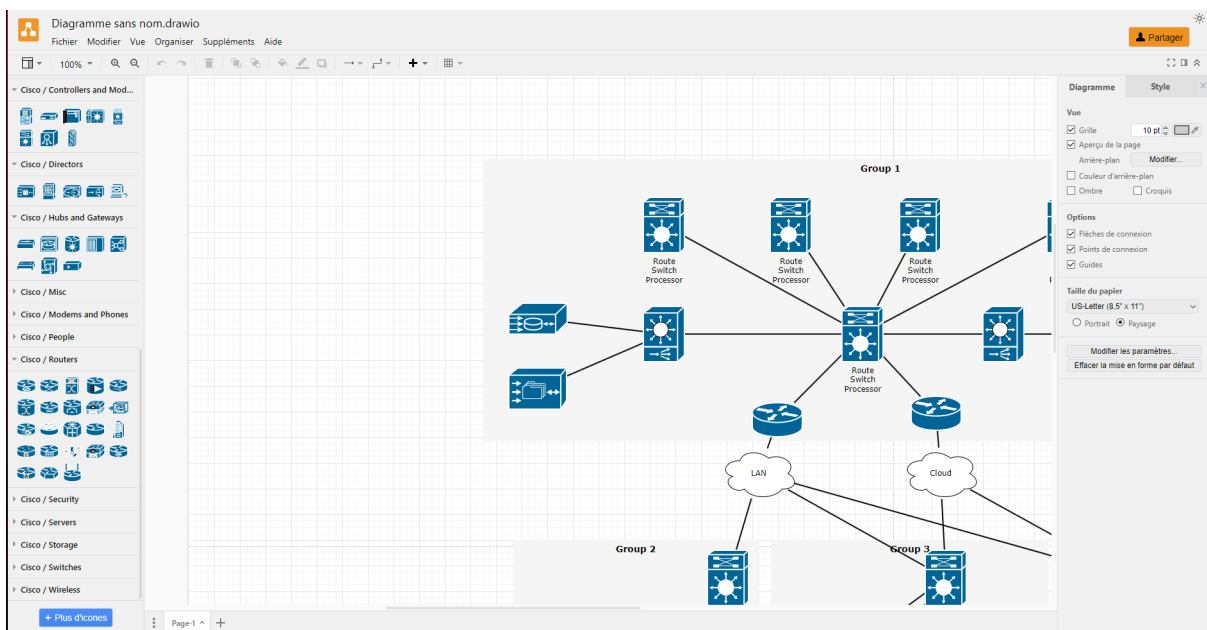 Diagramme sans nom.drawio
Fichier Modifier Vue Organiser Suppléments Aide
Partager
100%
Cisco / Controllers and Mod...
Cisco / Directors
Cisco / Hubs and Gateways
Cisco / Misc
Cisco / Modems and Phones
Cisco / People
Cisco / Routers
Cisco / Security
Cisco / Servers
Cisco / Storage
Cisco / Switches
Cisco / Wireless
+ Plus d'icones
Group 1
Route
Switch
Processor
Route
Switch
Processor
Route
Switch
Processor
Route
Switch
Processor
LAN
Cloud
Group 2
Group 3
Page-1
Diagramme Style
Vue
Grille 10 pt
Aperçu de la page
Arrière-plan Modifier...
Couleur d'arrière-plan
Ombre Croquis
Options
Flèches de connexion
Points de connexion
Guides
Taille du papier
US-Letter (8,5" x 11")
Portrait Paysage
Modifier les paramètres...
Effacer la mise en forme par défaut